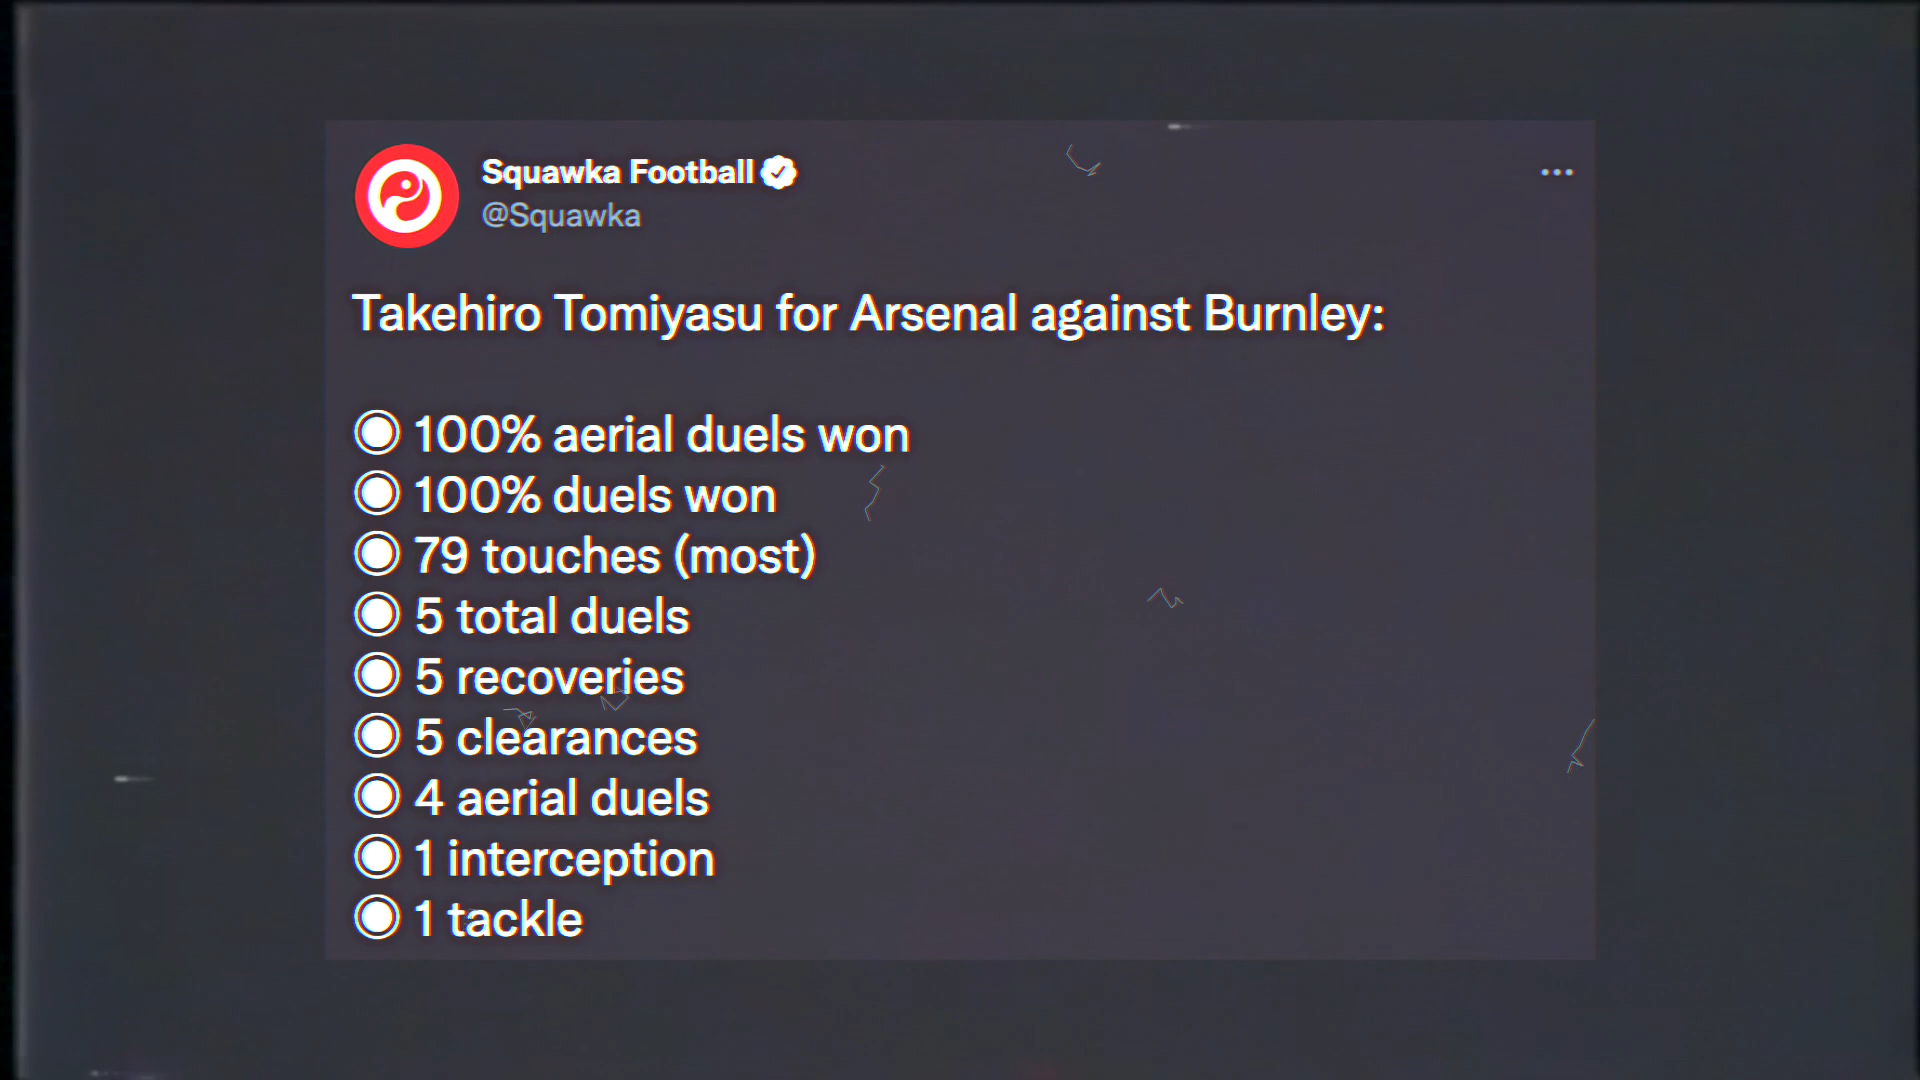 Squawka Football
@Squawka
Takehiro Tomiyasu for Arsenal against Burnley:
◉ 100% aerial duels won
◉ 100% duels won
◉ 79 touches (most)
◉ 5 total duels
◉ 5 recoveries
◉ 5 clearances
◉ 4 aerial duels
◉ 1 interception
◉ 1 tackle